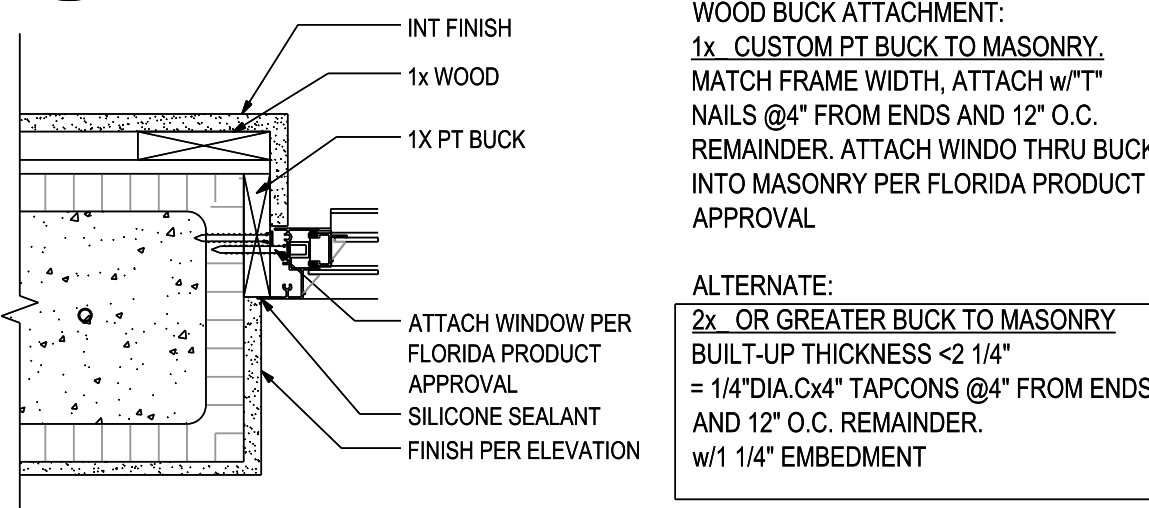 INT FINISH
1x WOOD
1X PT BUCK
ATTACH WINDOW PER
FLORIDA PRODUCT
APPROVAL
SILICONE SEALANT
FINISH PER ELEVATION
WOOD BUCK ATTACHMENT:
1x_ CUSTOM PT BUCK TO MASONRY.
MATCH FRAME WIDTH, ATTACH w/"T"
NAILS @4" FROM ENDS AND 12" O.C.
REMAINDER. ATTACH WINDO THRU BUCK
INTO MASONRY PER FLORIDA PRODUCT
APPROVAL
ALTERNATE:
2x_ OR GREATER BUCK TO MASONRY
BUILT-UP THICKNESS <2 1/4"
= 1/4"DIA.Cx4" TAPCONS @4" FROM ENDS
AND 12" O.C. REMAINDER.
w/1 1/4" EMBEDMENT